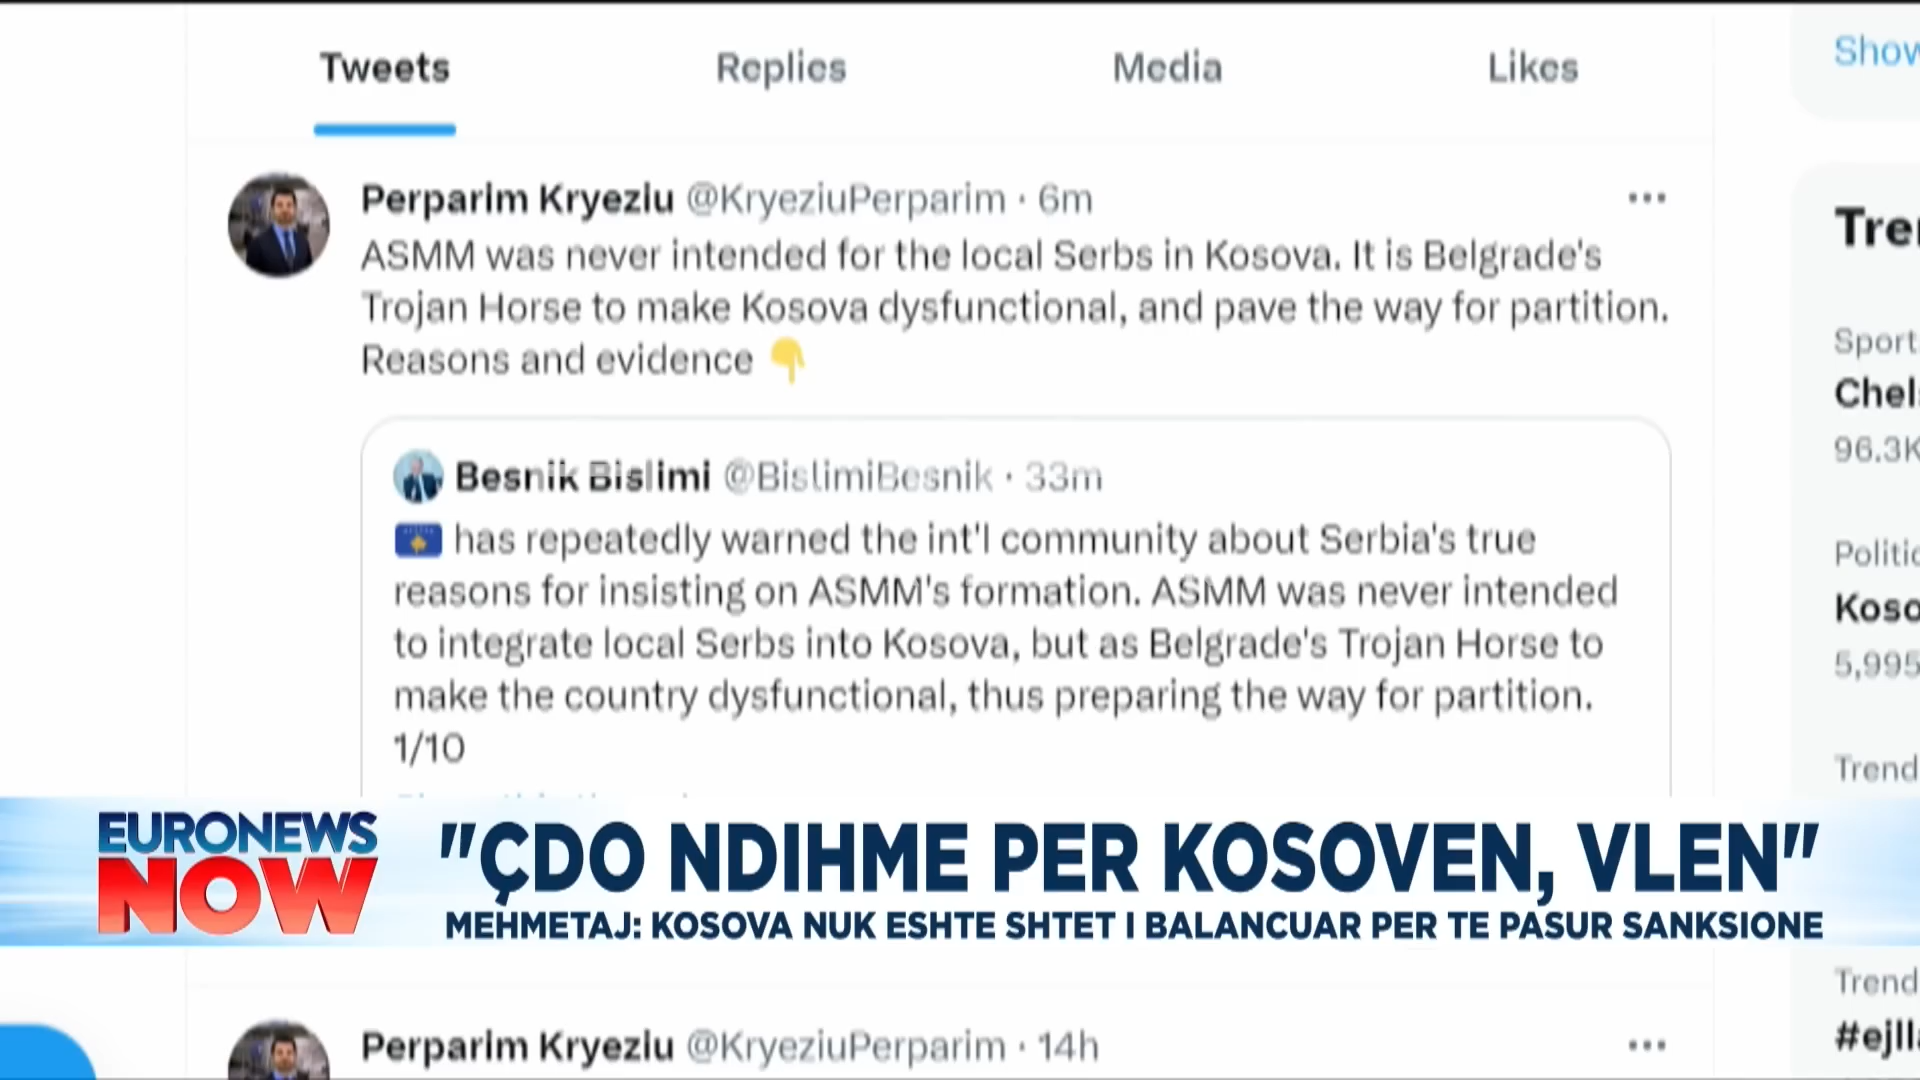 Tweets Replies Media Likes
Show
Perparim Kryeziu @KryeziuPerparim · 6m
ASMM was never intended for the local Serbs in Kosova. It is Belgrade's
Trojan Horse to make Kosova dysfunctional, and pave the way for partition.
Reasons and evidence 👇
Besnik Bislimi @BislimiBesnik · 33m
🇽🇰 has repeatedly warned the int'l community about Serbia's true
reasons for insisting on ASMM's formation. ASMM was never intended
to integrate local Serbs into Kosova, but as Belgrade's Trojan Horse to
make the country dysfunctional, thus preparing the way for partition.
1/10
Tre
Sport
Chels
96.3K
Politic
Koso
5,995
Trend
EURONEWS
NOW
"ÇDO NDIHME PER KOSOVEN, VLEN"
MEHMETAJ: KOSOVA NUK ESHTE SHTET I BALANCUAR PER TE PASUR SANKSIONE
Perparim Kryeziu @KryeziuPerparim · 14h
Trend